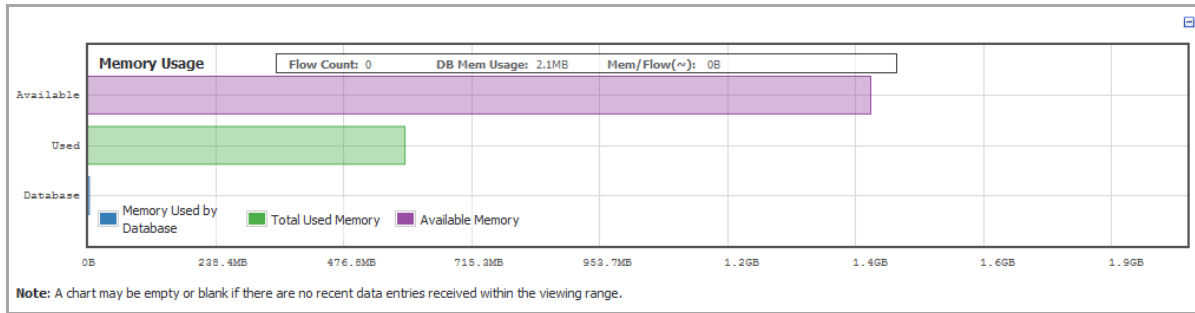 Memory Usage
Flow Count: 0 DB Mem Usage: 2.1MB Mem/Flow(~): 0B
Available
Used
Database
Memory Used by
Database
Total Used Memory
Available Memory
0B 238.4MB 476.8MB 715.3MB 953.7MB 1.2GB 1.4GB 1.6GB 1.9GB
Note: A chart may be empty or blank if there are no recent data entries received within the viewing range.